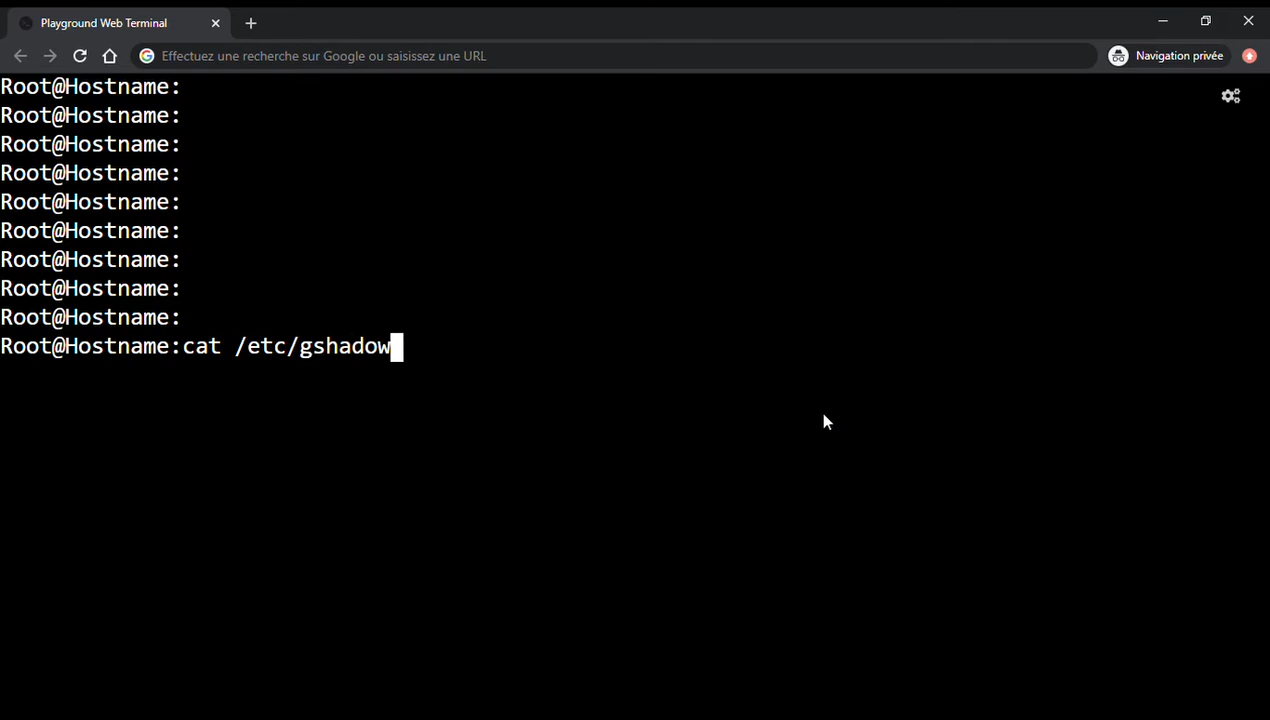 Playground Web Terminal
Effectuez une recherche sur Google ou saisissez une URL
Navigation privée
Root@Hostname:
Root@Hostname:
Root@Hostname:
Root@Hostname:
Root@Hostname:
Root@Hostname:
Root@Hostname:
Root@Hostname:
Root@Hostname:
Root@Hostname:cat /etc/gshadow